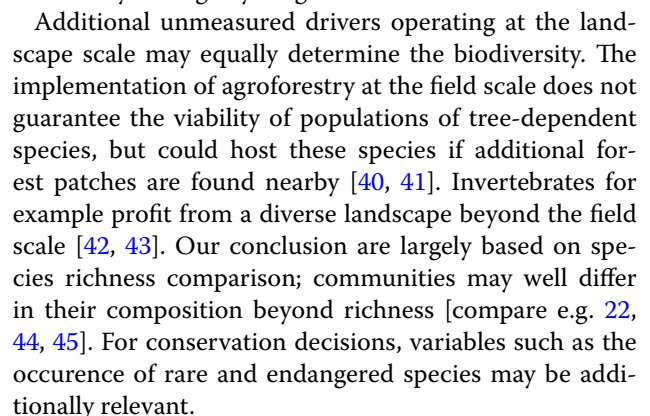 Additional unmeasured drivers operating at the land-
scape scale may equally determine the biodiversity. The
implementation of agroforestry at the field scale does not
guarantee the viability of populations of tree-dependent
species, but could host these species if additional for-
est patches are found nearby [40, 41]. Invertebrates for
example profit from a diverse landscape beyond the field
scale [42, 43]. Our conclusion are largely based on spe-
cies richness comparison; communities may well differ
in their composition beyond richness [compare e.g. 22,
44, 45]. For conservation decisions, variables such as the
occurence of rare and endangered species may be addi-
tionally relevant.